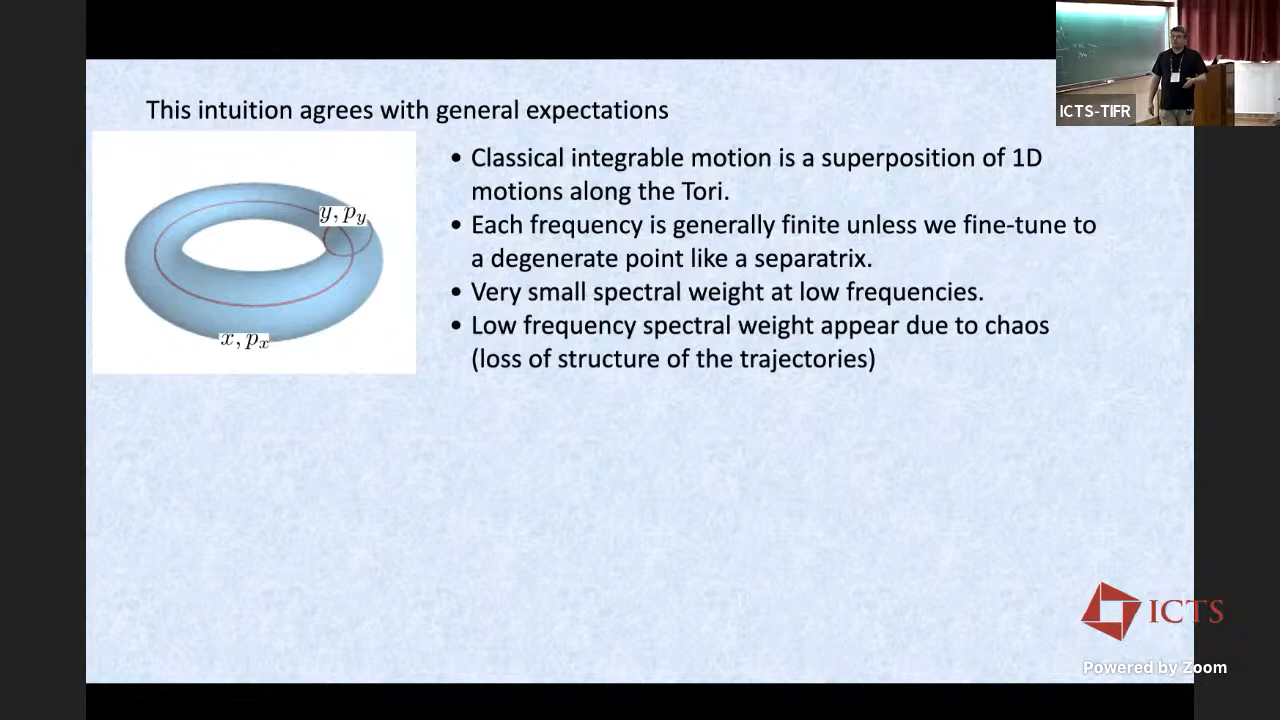 This intuition agrees with general expectations
y, p_y
x, p_x
• Classical integrable motion is a superposition of 1D
motions along the Tori.
• Each frequency is generally finite unless we fine-tune to
a degenerate point like a separatrix.
• Very small spectral weight at low frequencies.
• Low frequency spectral weight appear due to chaos
(loss of structure of the trajectories)
ICTS-TIFR
ICTS
Powered by Zoom